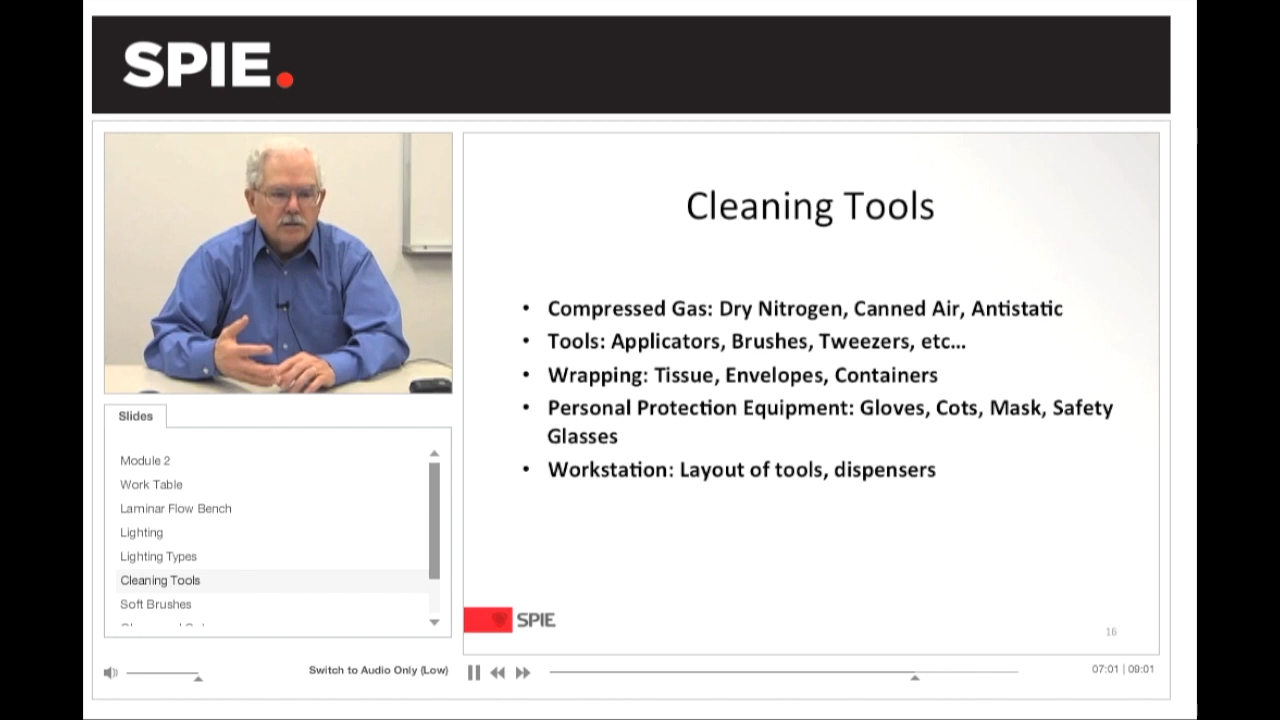 SPIE.
Cleaning Tools
• Compressed Gas: Dry Nitrogen, Canned Air, Antistatic
• Tools: Applicators, Brushes, Tweezers, etc...
• Wrapping: Tissue, Envelopes, Containers
• Personal Protection Equipment: Gloves, Cots, Mask, Safety
Glasses
• Workstation: Layout of tools, dispensers
SPIE
16
Slides
Module 2
Work Table
Laminar Flow Bench
Lighting
Lighting Types
Cleaning Tools
Soft Brushes
Switch to Audio Only (Low)
07:01 | 09:01